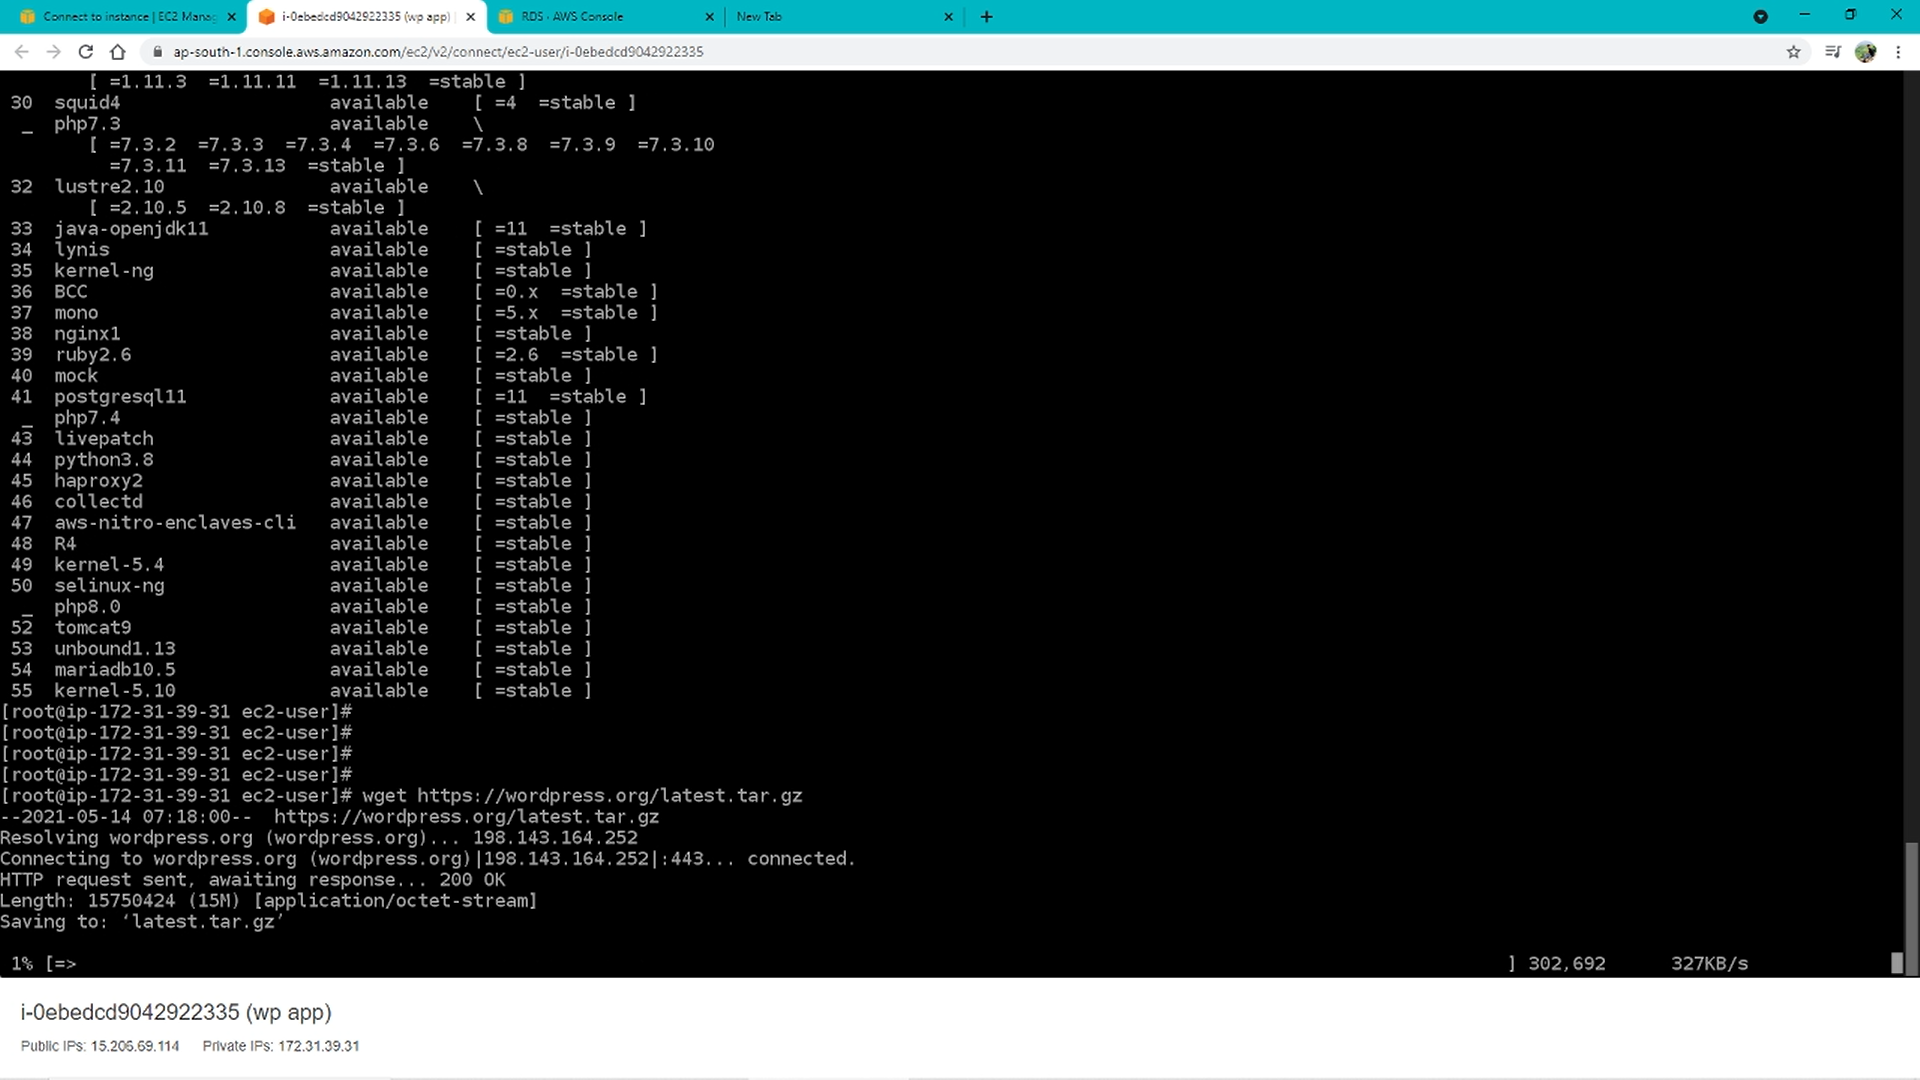 Connect to instance | EC2 Manag
i-0ebedcd9042922335 (wp app)
RDS · AWS Console
New Tab
ap-south-1.console.aws.amazon.com/ec2/v2/connect/ec2-user/i-0ebedcd9042922335
[ =1.11.3 =1.11.11 =1.11.13 =stable ]
30 squid4 available [ =4 =stable ]
_ php7.3 available \
[ =7.3.2 =7.3.3 =7.3.4 =7.3.6 =7.3.8 =7.3.9 =7.3.10
=7.3.11 =7.3.13 =stable ]
32 lustre2.10 available \
[ =2.10.5 =2.10.8 =stable ]
33 java-openjdk11 available [ =11 =stable ]
34 lynis available [ =stable ]
35 kernel-ng available [ =stable ]
36 BCC available [ =0.x =stable ]
37 mono available [ =5.x =stable ]
38 nginx1 available [ =stable ]
39 ruby2.6 available [ =2.6 =stable ]
40 mock available [ =stable ]
41 postgresql11 available [ =11 =stable ]
_ php7.4 available [ =stable ]
43 livepatch available [ =stable ]
44 python3.8 available [ =stable ]
45 haproxy2 available [ =stable ]
46 collectd available [ =stable ]
47 aws-nitro-enclaves-cli available [ =stable ]
48 R4 available [ =stable ]
49 kernel-5.4 available [ =stable ]
50 selinux-ng available [ =stable ]
_ php8.0 available [ =stable ]
52 tomcat9 available [ =stable ]
53 unbound1.13 available [ =stable ]
54 mariadb10.5 available [ =stable ]
55 kernel-5.10 available [ =stable ]
[root@ip-172-31-39-31 ec2-user]#
[root@ip-172-31-39-31 ec2-user]#
[root@ip-172-31-39-31 ec2-user]#
[root@ip-172-31-39-31 ec2-user]#
[root@ip-172-31-39-31 ec2-user]# wget https://wordpress.org/latest.tar.gz
--2021-05-14 07:18:00-- https://wordpress.org/latest.tar.gz
Resolving wordpress.org (wordpress.org)... 198.143.164.252
Connecting to wordpress.org (wordpress.org)|198.143.164.252|:443... connected.
HTTP request sent, awaiting response... 200 OK
Length: 15750424 (15M) [application/octet-stream]
Saving to: ‘latest.tar.gz’
1% [=> ] 302,692 327KB/s
i-0ebedcd9042922335 (wp app)
Public IPs: 15.206.69.114 Private IPs: 172.31.39.31